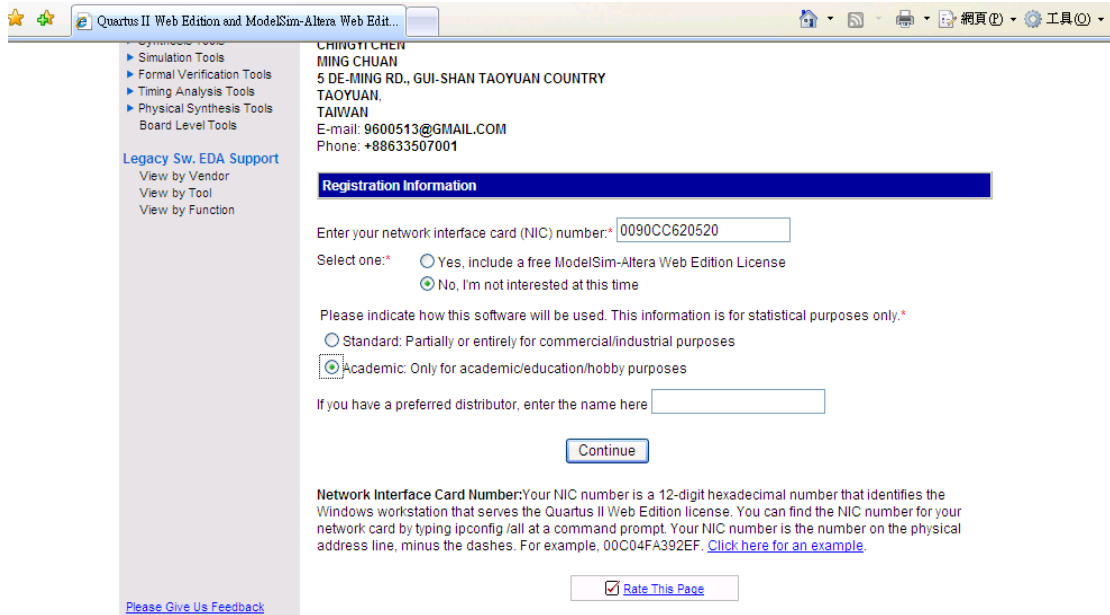 Quartus II Web Edition and ModelSim-Altera Web Edit...
網頁(P)
工具(O)
Synthesis Tools
Simulation Tools
Formal Verification Tools
Timing Analysis Tools
Physical Synthesis Tools
Board Level Tools
Legacy Sw. EDA Support
View by Vendor
View by Tool
View by Function
Please Give Us Feedback
CHINGYI CHEN
MING CHUAN
5 DE-MING RD., GUI-SHAN TAOYUAN COUNTRY
TAOYUAN,
TAIWAN
E-mail: 9600513@GMAIL.COM
Phone: +88633507001
Registration Information
Enter your network interface card (NIC) number:* 0090CC620520
Select one:* Yes, include a free ModelSim-Altera Web Edition License
No, I'm not interested at this time
Please indicate how this software will be used. This information is for statistical purposes only.*
Standard: Partially or entirely for commercial/industrial purposes
Academic: Only for academic/education/hobby purposes
If you have a preferred distributor, enter the name here
Continue
Network Interface Card Number:Your NIC number is a 12-digit hexadecimal number that identifies the
Windows workstation that serves the Quartus II Web Edition license. You can find the NIC number for your
network card by typing ipconfig /all at a command prompt. Your NIC number is the number on the physical
address line, minus the dashes. For example, 00C04FA392EF. Click here for an example.
Rate This Page